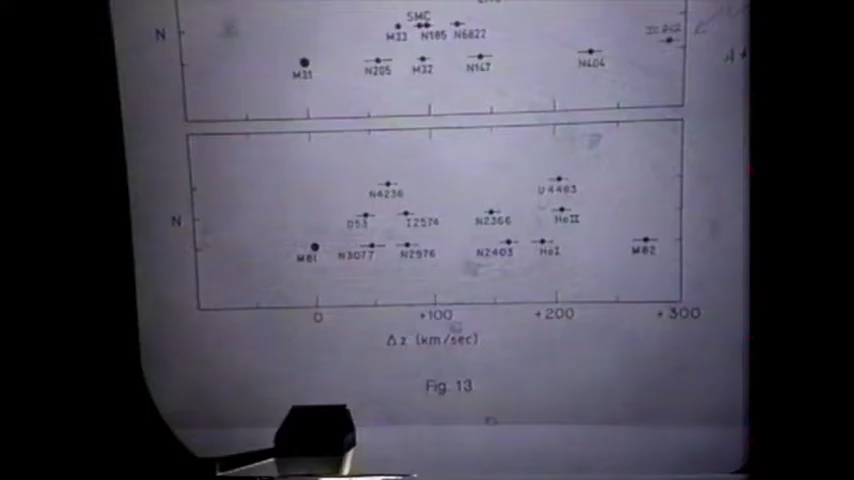 SMC
M33 N185 N6822
N
IC342
M31 N205 M32 N147 N404
N4236 U4483
N
D53 I2574 N2366 HoII
M81 N3077 N2976 N2403 HoI M82
0 +100 +200 +300
Δz (km/sec)
Fig. 13